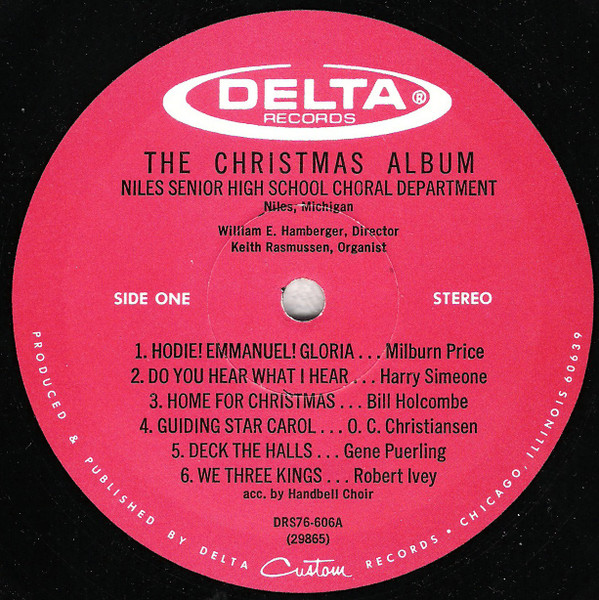 DELTA®
RECORDS
THE CHRISTMAS ALBUM
NILES SENIOR HIGH SCHOOL CHORAL DEPARTMENT
Niles, Michigan
William E. Hamberger, Director
Keith Rasmussen, Organist
SIDE ONE
STEREO
1. HODIE! EMMANUEL! GLORIA . . . Milburn Price
2. DO YOU HEAR WHAT I HEAR . . . Harry Simeone
3. HOME FOR CHRISTMAS . . . Bill Holcombe
4. GUIDING STAR CAROL . . . O. C. Christiansen
5. DECK THE HALLS . . . Gene Puerling
6. WE THREE KINGS . . . Robert Ivey
acc. by Handbell Choir
DRS76-606A
(29865)
PRODUCED & PUBLISHED BY DELTA Custom RECORDS • CHICAGO, ILLINOIS 60639